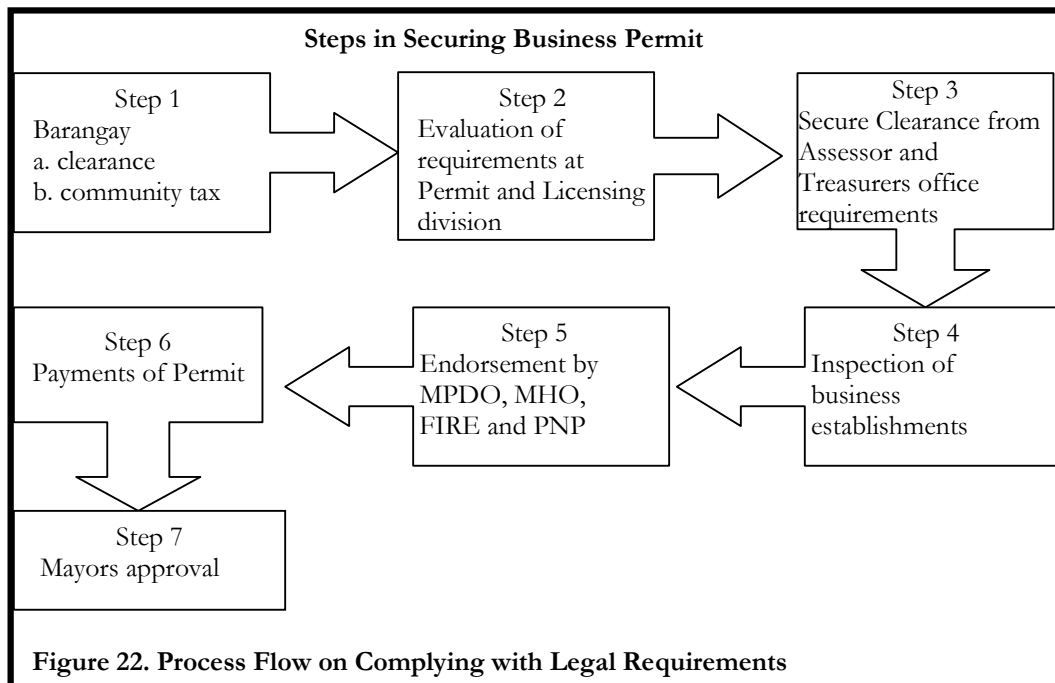 Steps in Securing Business Permit
Step 1
Barangay
a. clearance
b. community tax
Step 2
Evaluation of
requirements at
Permit and Licensing
division
Step 3
Secure Clearance from
Assessor and
Treasurers office
requirements
Step 4
Inspection of
business
establishments
Step 5
Endorsement by
MPDO, MHO,
FIRE and PNP
Step 6
Payments of Permit
Step 7
Mayors approval
Figure 22. Process Flow on Complying with Legal Requirements